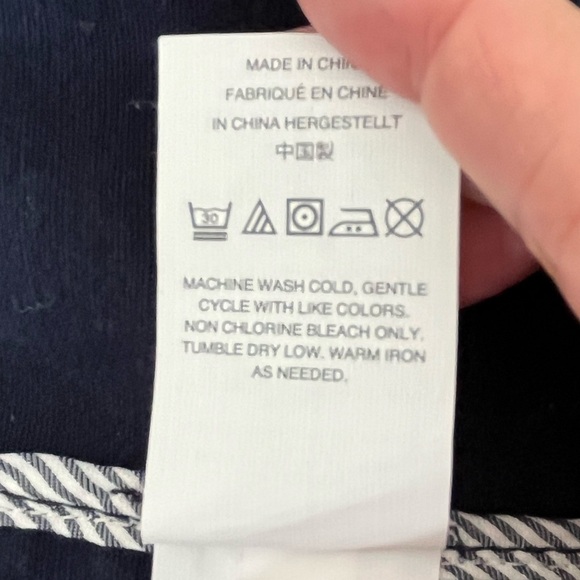 MADE IN
FABRIQUÉ EN CHINE
IN CHINA HERGESTELLT
中国製
30
MACHINE WASH COLD, GENTLE
CYCLE WITH LIKE COLORS.
NON CHLORINE BLEACH ONLY.
TUMBLE DRY LOW. WARM IRON
AS NEEDED.